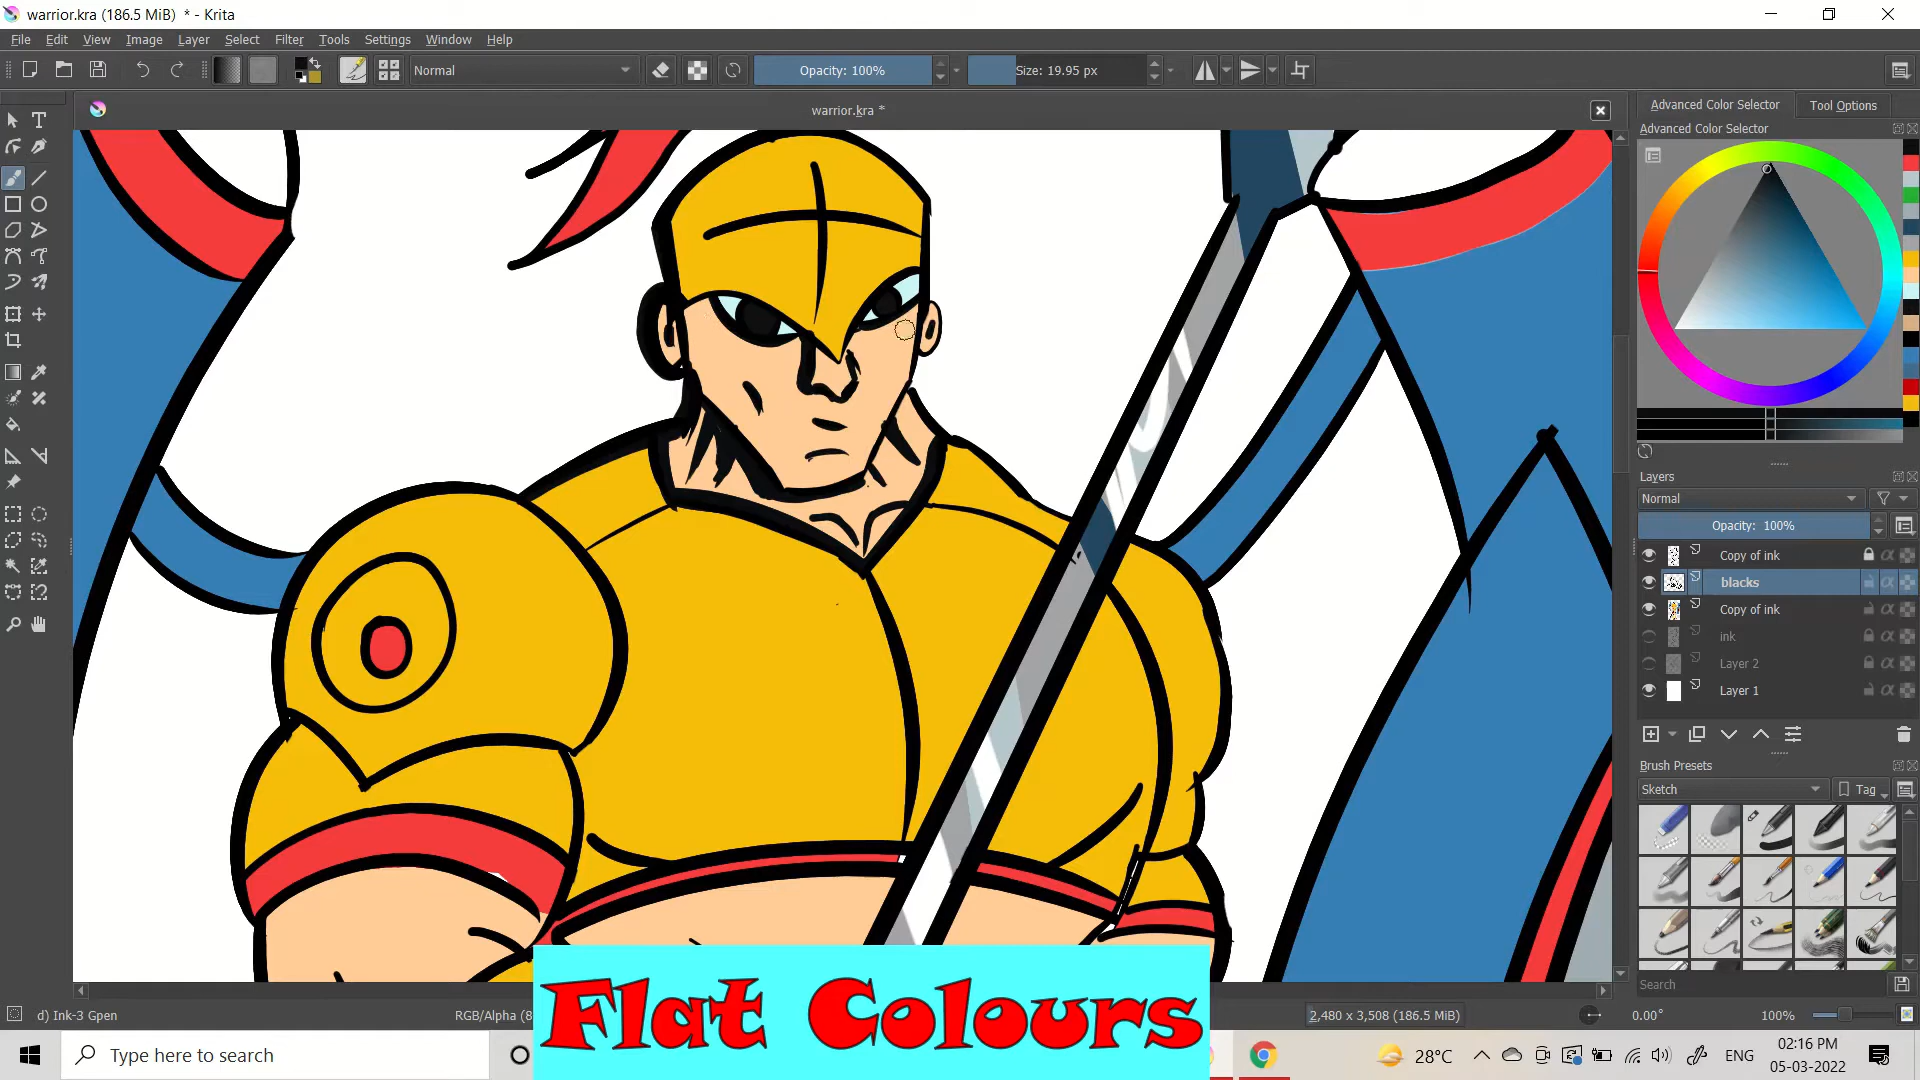 warrior.kra (186.5 MiB) * - Krita
File Edit View Image Layer Select Filter Tools Settings Window Help
Normal Opacity: 100% Size: 19.95 px
warrior.kra *
Advanced Color Selector Tool Options
Advanced Color Selector
Layers
Normal
Opacity: 100%
Copy of ink
blacks
Copy of ink
ink
Layer 2
Layer 1
Brush Presets
Sketch Tag
Search
Flat Colours
d) Ink-3 Gpen RGB/Alpha (8 2,480 x 3,508 (186.5 MiB) 0.00° 100%
Type here to search 28°C ENG 02:16 PM
05-03-2022